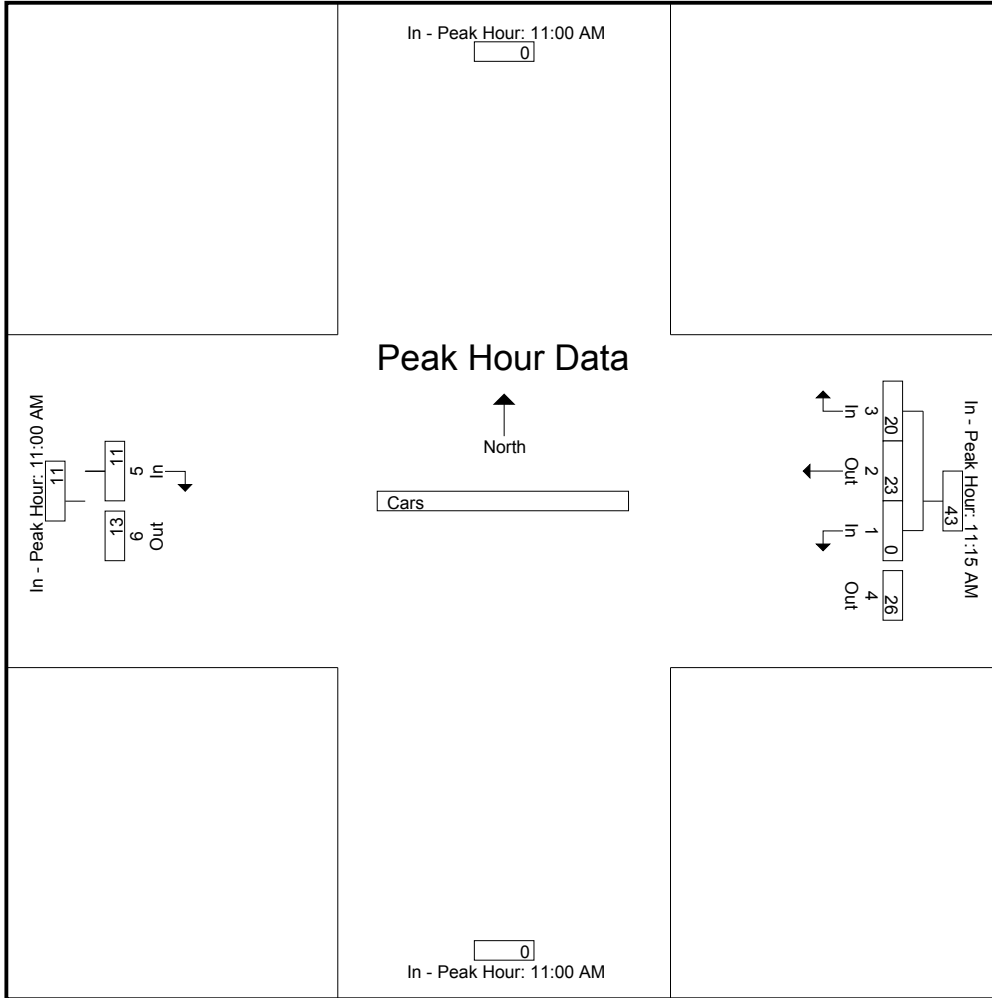 In - Peak Hour: 11:00 AM
0
Peak Hour Data
North
Cars
In - Peak Hour: 11:00 AM
11
11
13
5
6
In
Out
In - Peak Hour: 11:15 AM
43
20
23
0
26
3
2
1
4
In
Out
In
Out
0
In - Peak Hour: 11:00 AM